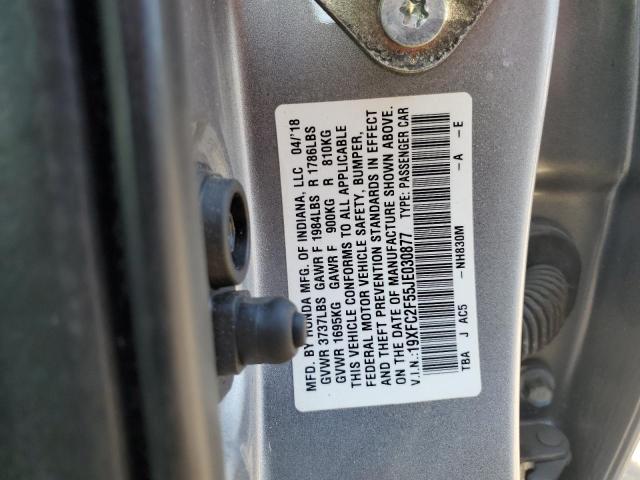 MFD. BY HONDA MFG. OF INDIANA, LLC 04/'18
GVWR 3737LBS GAWR F 1984LBS R 1786LBS
GVWR 1695KG GAWR F 900KG R 810KG
THIS VEHICLE CONFORMS TO ALL APPLICABLE
FEDERAL MOTOR VEHICLE SAFETY, BUMPER,
AND THEFT PREVENTION STANDARDS IN EFFECT
ON THE DATE OF MANUFACTURE SHOWN ABOVE.
V.I.N.:19XFC2F55JE030877 TYPE: PASSENGER CAR
TBA J AC5 -NH830M -A -E